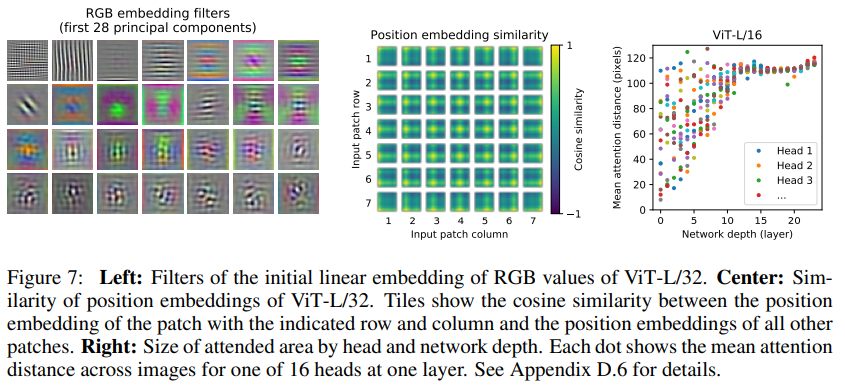 RGB embedding filters
(first 28 principal components)
Position embedding similarity
Input patch row
1
2
3
4
5
6
7
1 2 3 4 5 6 7
Input patch column
1
−1
Cosine similarity
ViT-L/16
Mean attention distance (pixels)
120
100
80
60
40
20
0
0 5 10 15 20
Network depth (layer)
Head 1
Head 2
Head 3
...
Figure 7: Left: Filters of the initial linear embedding of RGB values of ViT-L/32. Center: Sim-
ilarity of position embeddings of ViT-L/32. Tiles show the cosine similarity between the position
embedding of the patch with the indicated row and column and the position embeddings of all other
patches. Right: Size of attended area by head and network depth. Each dot shows the mean attention
distance across images for one of 16 heads at one layer. See Appendix D.6 for details.